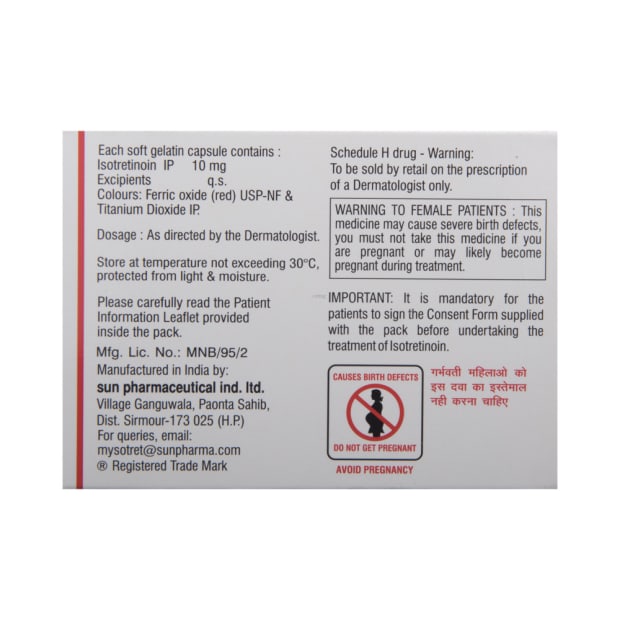 Each soft gelatin capsule contains :
Isotretinoin IP 10 mg
Excipients q.s.
Colours: Ferric oxide (red) USP-NF &
Titanium Dioxide IP.
Dosage : As directed by the Dermatologist.
Store at temperature not exceeding 30°C,
protected from light & moisture.
Please carefully read the Patient
Information Leaflet provided
inside the pack.
Mfg. Lic. No.: MNB/95/2
Manufactured in India by:
sun pharmaceutical ind. ltd.
Village Ganguwala, Paonta Sahib,
Dist. Sirmour-173 025 (H.P.)
For queries, email:
mysotret@sunpharma.com
® Registered Trade Mark
Schedule H drug - Warning:
To be sold by retail on the prescription
of a Dermatologist only.
WARNING TO FEMALE PATIENTS : This
medicine may cause severe birth defects,
you must not take this medicine if you
are pregnant or may likely become
pregnant during treatment.
IMPORTANT: It is mandatory for the
patients to sign the Consent Form supplied
with the pack before undertaking the
treatment of Isotretinoin.
CAUSES BIRTH DEFECTS
DO NOT GET PREGNANT
AVOID PREGNANCY
गर्भवती महिलाओ को
इस दवा का इस्तेमाल
नही करना चाहिए